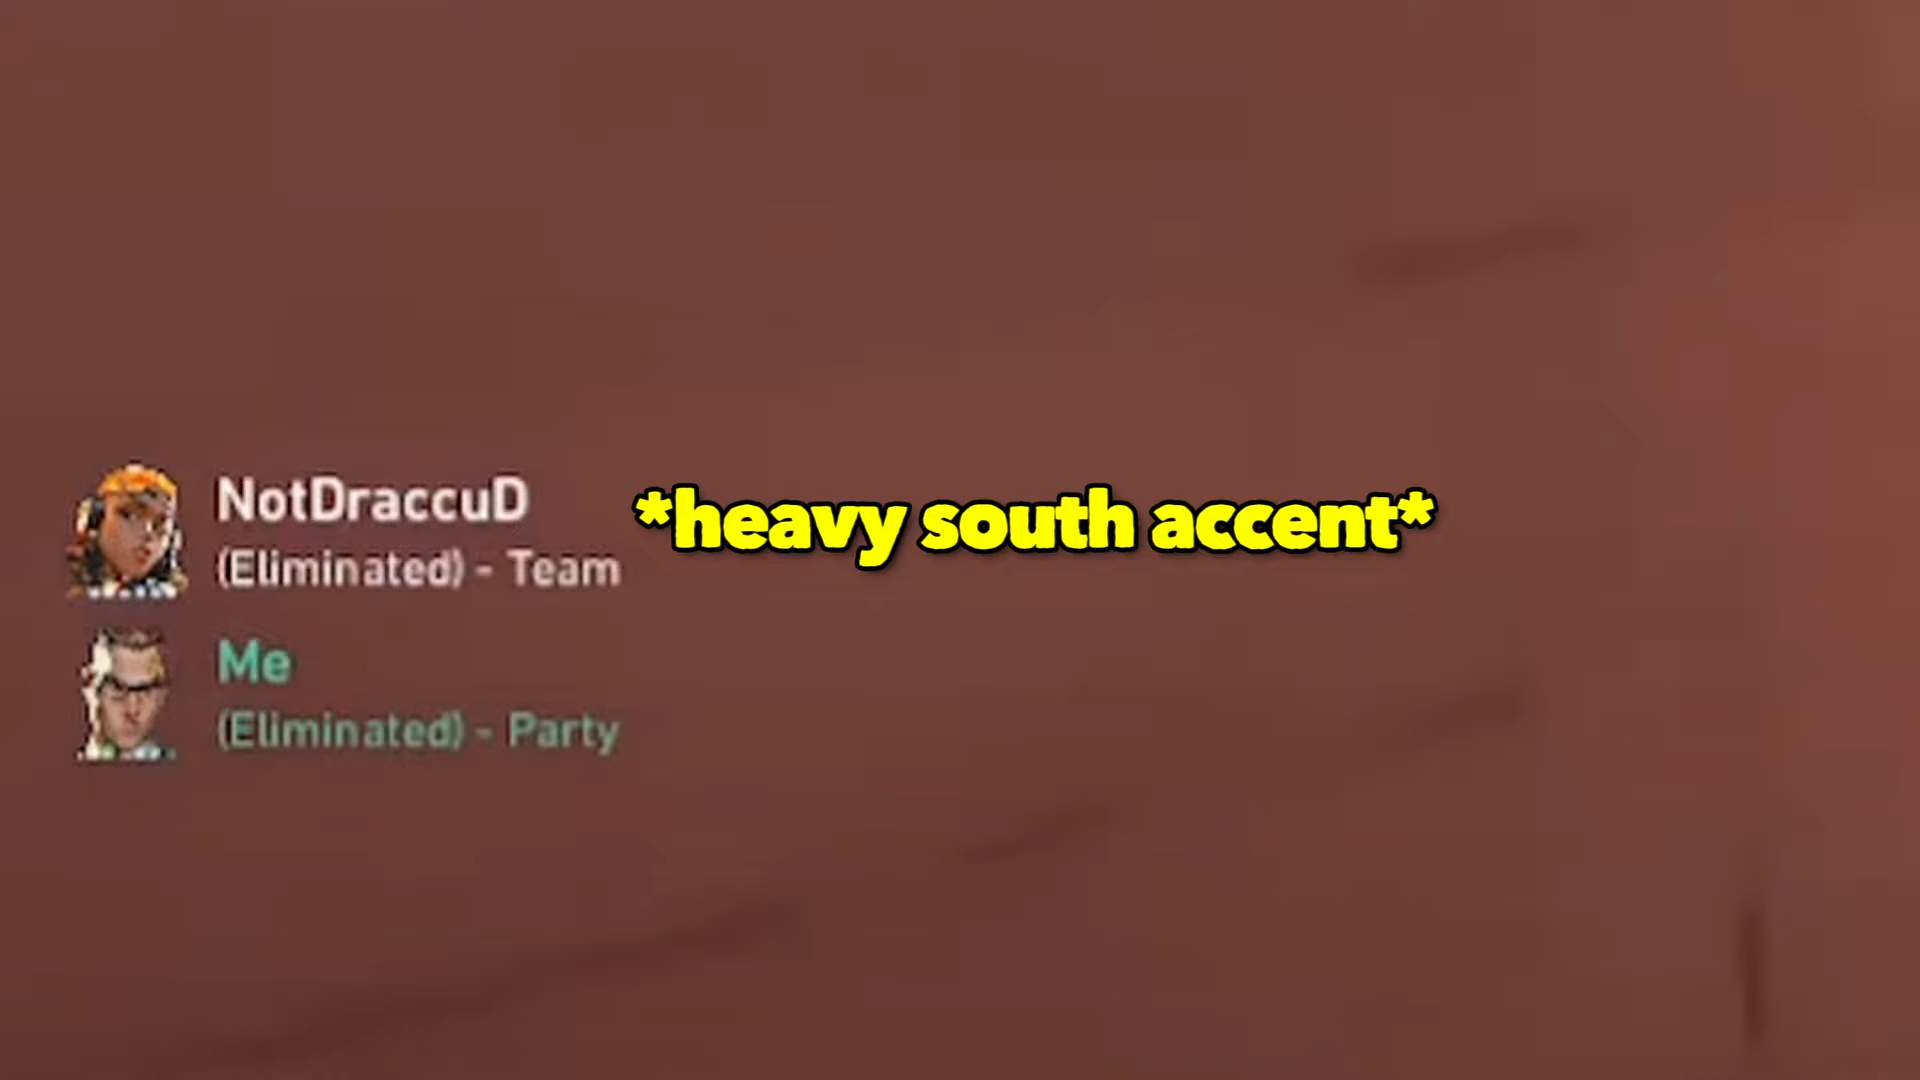 NotDraccuD
*heavy south accent*
(Eliminated) - Team
Me
(Eliminated) - Party